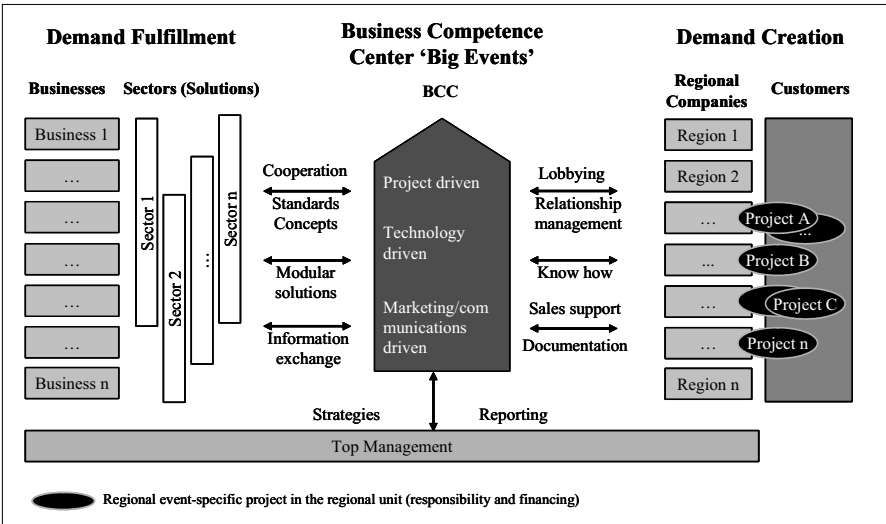 Demand Fulfillment
Business Competence
Center ‘Big Events’
Demand Creation
Businesses
Sectors (Solutions)
BCC
Regional
Companies
Customers
Business 1
…
…
…
…
…
Business n
Sector 1
Sector 2
…
Sector n
Cooperation
Standards
Concepts
Modular
solutions
Information
exchange
Project driven
Technology
driven
Marketing/com
munications
driven
Lobbying
Relationship
management
Know how
Sales support
Documentation
Region 1
Region 2
…
...
…
…
Region n
Project A
...
Project B
Project C
Project n
Strategies
Reporting
Top Management
Regional event-specific project in the regional unit (responsibility and financing)